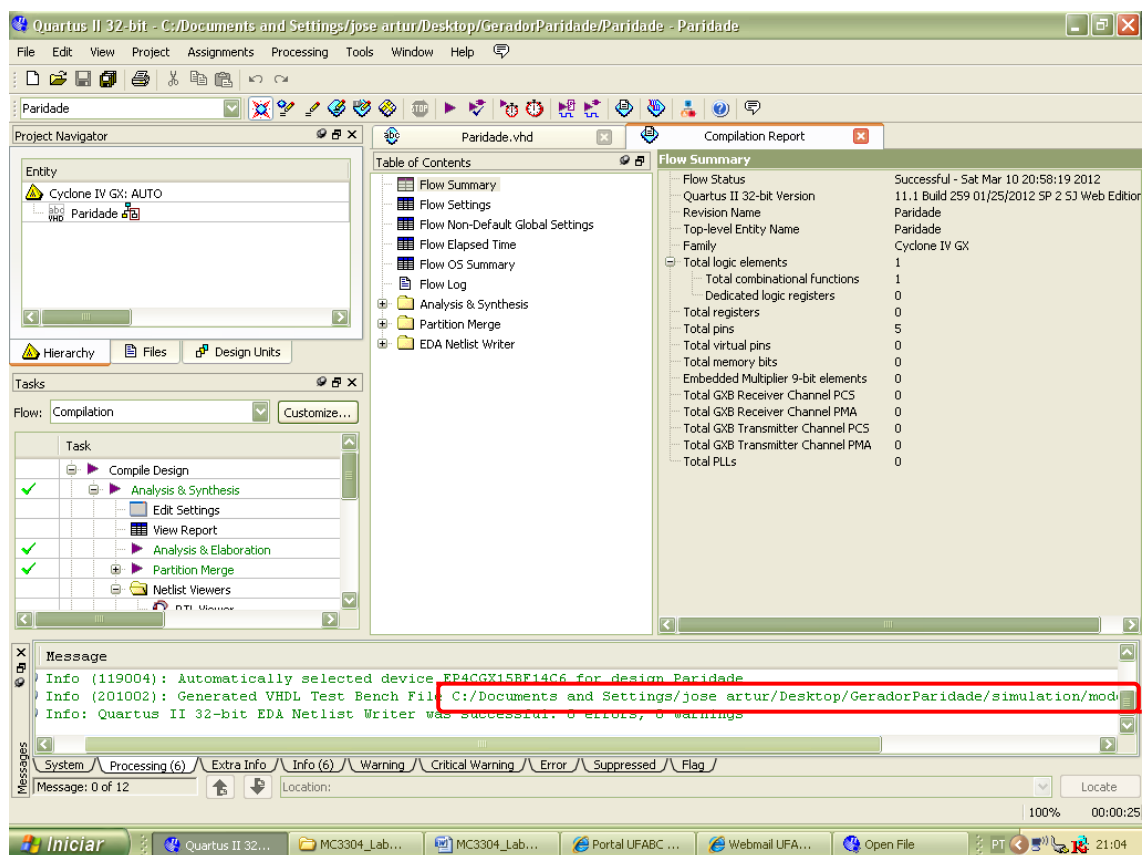 Quartus II 32-bit - C:/Documents and Settings/jose artur/Desktop/GeradorParidade/Paridade - Paridade
File Edit View Project Assignments Processing Tools Window Help
Paridade
Project Navigator
Entity
Cyclone IV GX: AUTO
Paridade
Hierarchy Files Design Units
Tasks
Flow: Compilation Customize...
Task
Compile Design
Analysis & Synthesis
Edit Settings
View Report
Analysis & Elaboration
Partition Merge
Netlist Viewers
RTL Viewer
Paridade.vhd
Compilation Report
Table of Contents
Flow Summary
Flow Settings
Flow Non-Default Global Settings
Flow Elapsed Time
Flow OS Summary
Flow Log
Analysis & Synthesis
Partition Merge
EDA Netlist Writer
Flow Summary
Flow Status Successful - Sat Mar 10 20:58:19 2012
Quartus II 32-bit Version 11.1 Build 259 01/25/2012 SP 2 SJ Web Edition
Revision Name Paridade
Top-level Entity Name Paridade
Family Cyclone IV GX
Total logic elements 1
Total combinational functions 1
Dedicated logic registers 0
Total registers 0
Total pins 5
Total virtual pins 0
Total memory bits 0
Embedded Multiplier 9-bit elements 0
Total GXB Receiver Channel PCS 0
Total GXB Receiver Channel PMA 0
Total GXB Transmitter Channel PCS 0
Total GXB Transmitter Channel PMA 0
Total PLLs 0
Message
Info (119004): Automatically selected device EP4CGX15BF14C6 for design Paridade
Info (201002): Generated VHDL Test Bench File C:/Documents and Settings/jose artur/Desktop/GeradorParidade/simulation/mode
Info: Quartus II 32-bit EDA Netlist Writer was successful. 0 errors, 0 warnings
Messages
System Processing (6) Extra Info Info (6) Warning Critical Warning Error Suppressed Flag
Message: 0 of 12 Location: Locate
100% 00:00:25
Iniciar Quartus II 32... MC3304_Lab... MC3304_Lab... Portal UFABC ... Webmail UFA... Open File PT 21:04